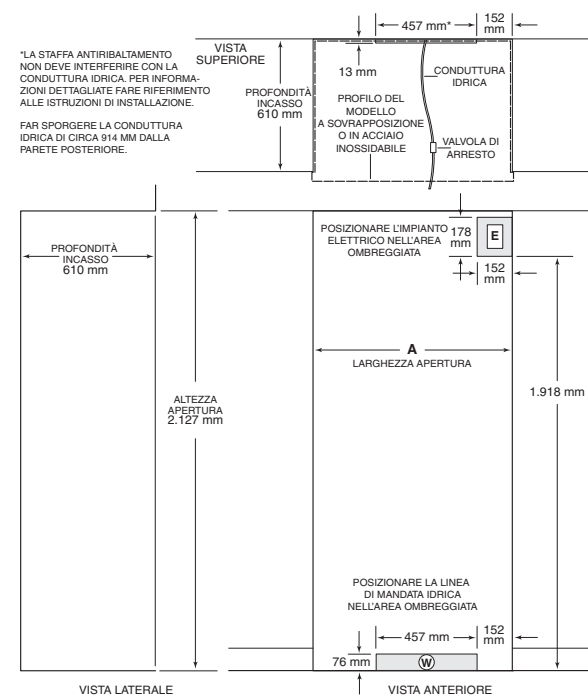 *LA STAFFA ANTIRIBALTAMENTO
NON DEVE INTERFERIRE CON LA
CONDUTTURA IDRICA. PER INFORMA-
ZIONI DETTAGLIATE FARE RIFERIMENTO
ALLE ISTRUZIONI DI INSTALLAZIONE.
FAR SPORGERE LA CONDUTTURA
IDRICA DI CIRCA 914 MM DALLA
PARETE POSTERIORE.
VISTA
SUPERIORE
457 mm*
152
mm
13 mm
PROFONDITÀ
INCASSO
610 mm
CONDUTTURA
IDRICA
PROFILO DEL
MODELLO
A SOVRAPPOSIZIONE
O IN ACCIAIO
INOSSIDABILE
VALVOLA DI
ARRESTO
PROFONDITÀ
INCASSO
610 mm
POSIZIONARE L'IMPIANTO
ELETTRICO NELL'AREA
OMBREGGIATA
178
mm
E
152
mm
A
LARGHEZZA APERTURA
ALTEZZA
APERTURA
2.127 mm
1.918 mm
POSIZIONARE LA LINEA
DI MANDATA IDRICA
NELL'AREA OMBREGGIATA
457 mm
152
mm
76 mm
W
VISTA LATERALE
VISTA ANTERIORE